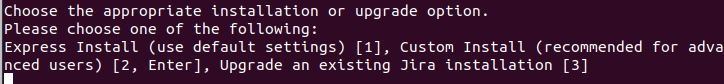 Choose the appropriate installation or upgrade option.
Please choose one of the following:
Express Install (use default settings) [1], Custom Install (recommended for adva
nced users) [2, Enter], Upgrade an existing Jira installation [3]